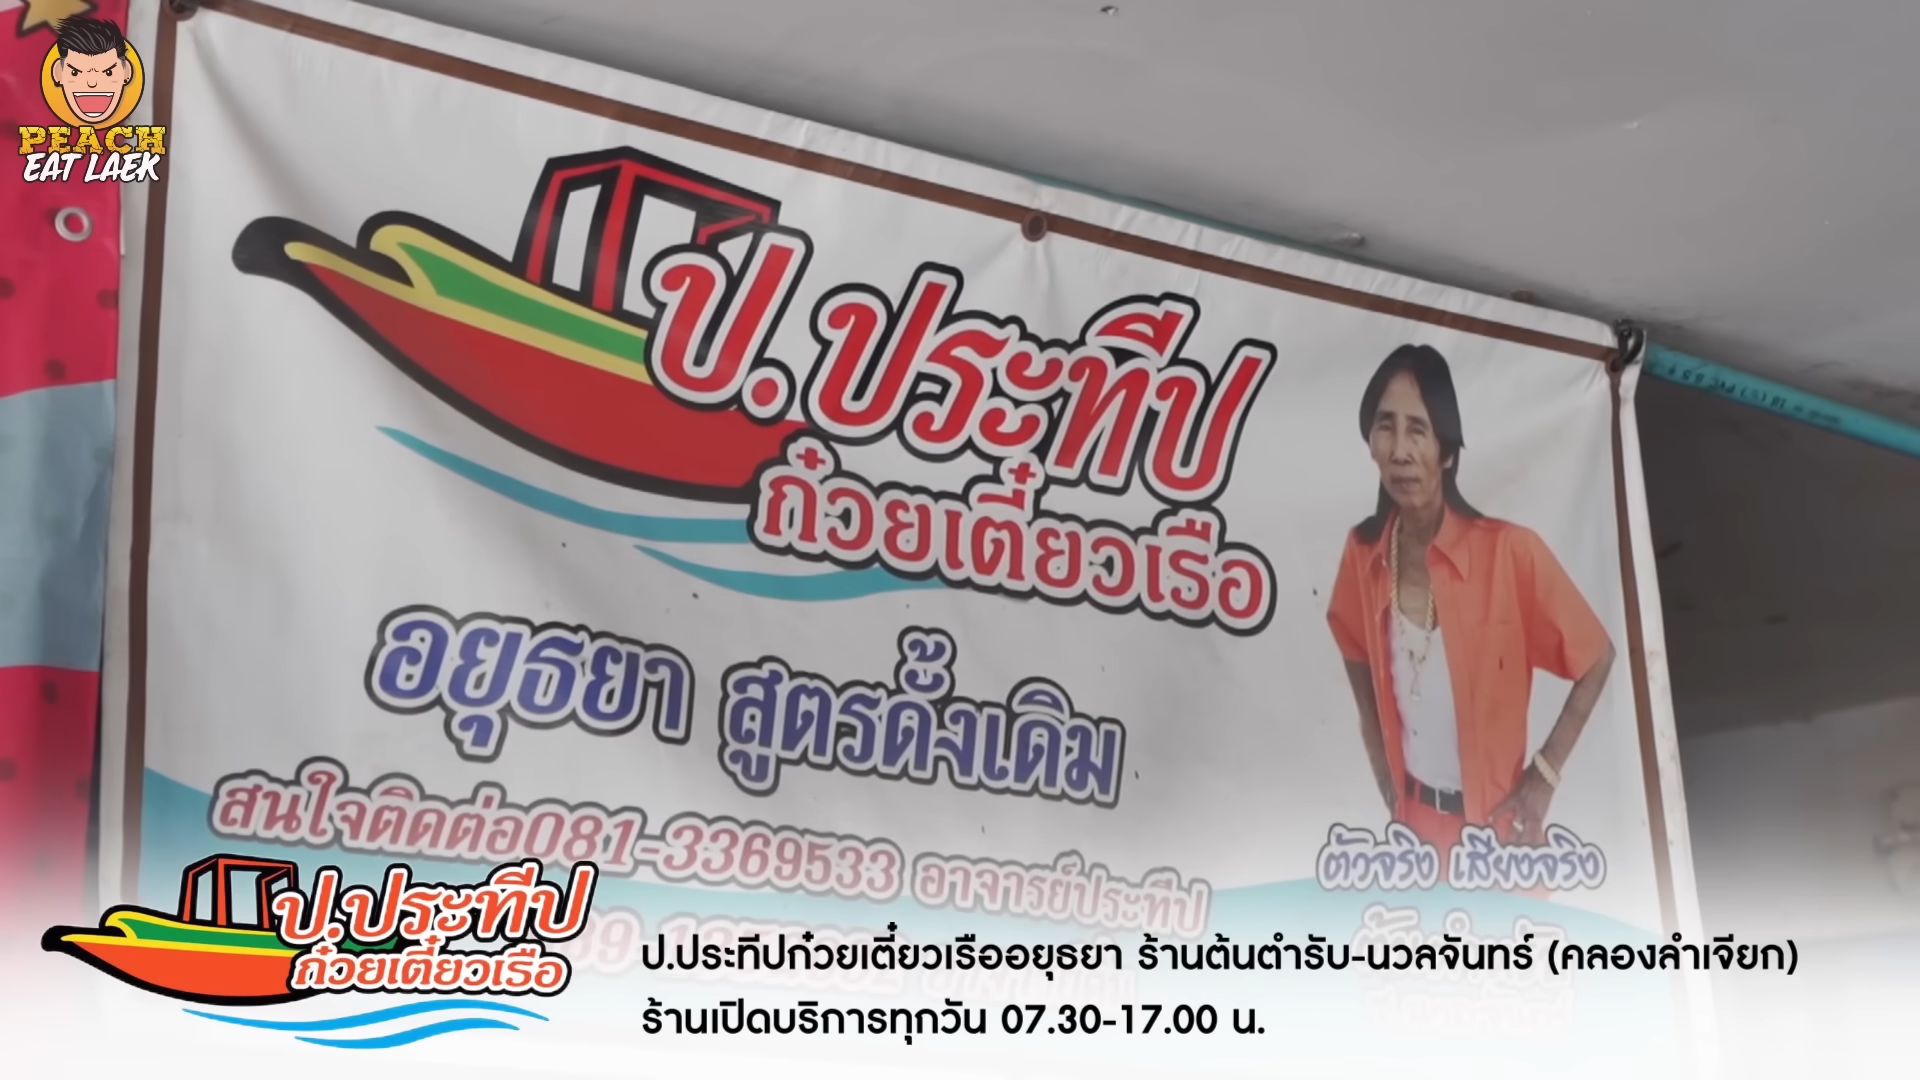 PEACH
EAT LAEK
ป.ประทีป
ก๋วยเตี๋ยวเรือ
อยุธยา สูตรดั้งเดิม
สนใจติดต่อ081-3369533 อาจารย์ประทีป
ตัวจริง เสียงจริง
ป.ประทีป
ก๋วยเตี๋ยวเรือ
ป.ประทีปก๋วยเตี๋ยวเรืออยุธยา ร้านต้นตำรับ-นวลจันทร์ (คลองลำเจียก)
ร้านเปิดบริการทุกวัน 07.30-17.00 น.